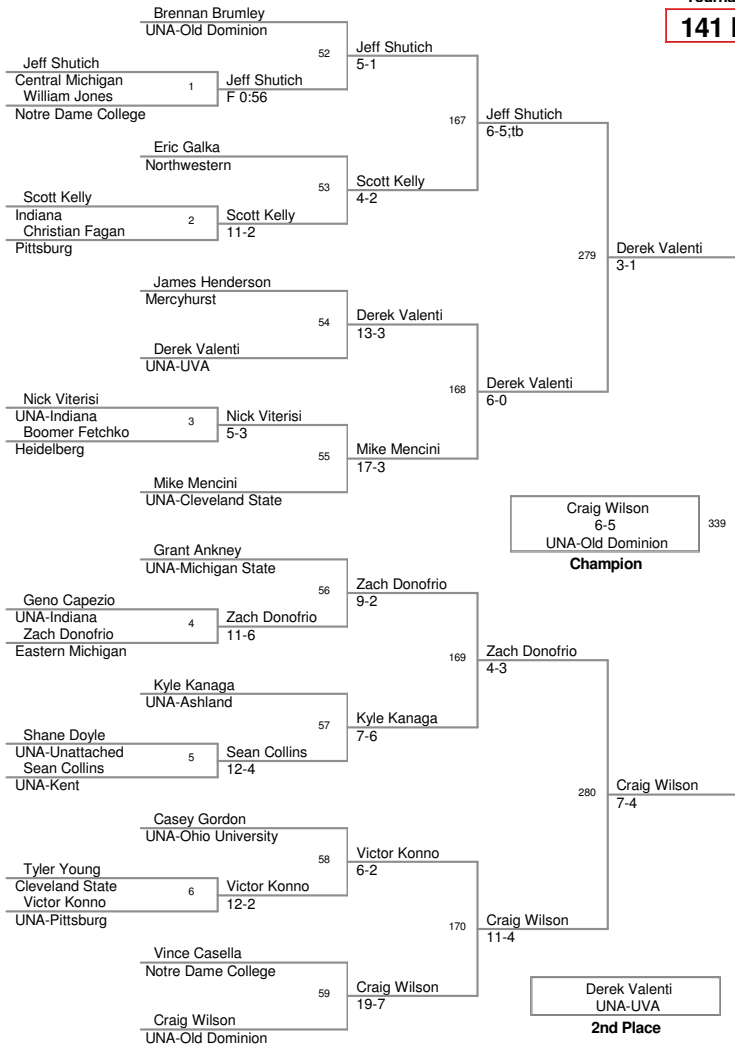 141
Brennan Brumley
UNA-Old Dominion
52
Jeff Shutich
5-1
Jeff Shutich
Central Michigan
1
Jeff Shutich
F 0:56
William Jones
Notre Dame College
167
Jeff Shutich
6-5;tb
Eric Galka
Northwestern
53
Scott Kelly
4-2
Scott Kelly
Indiana
2
Scott Kelly
11-2
Christian Fagan
Pittsburg
279
Derek Valenti
3-1
James Henderson
Mercyhurst
54
Derek Valenti
13-3
Derek Valenti
UNA-UVA
168
Derek Valenti
6-0
Nick Viterisi
UNA-Indiana
3
Nick Viterisi
5-3
Boomer Fetchko
Heidelberg
55
Mike Mencini
17-3
Mike Mencini
UNA-Cleveland State
Craig Wilson
6-5
UNA-Old Dominion
339
Champion
Grant Ankney
UNA-Michigan State
56
Zach Donofrio
9-2
Geno Capezio
UNA-Indiana
4
Zach Donofrio
11-6
Zach Donofrio
Eastern Michigan
169
Zach Donofrio
4-3
Kyle Kanaga
UNA-Ashland
57
Kyle Kanaga
7-6
Shane Doyle
UNA-Unattached
5
Sean Collins
12-4
Sean Collins
UNA-Kent
280
Craig Wilson
7-4
Casey Gordon
UNA-Ohio University
58
Victor Konno
6-2
Tyler Young
Cleveland State
6
Victor Konno
12-2
Victor Konno
UNA-Pittsburg
170
Craig Wilson
11-4
Vince Casella
Notre Dame College
59
Craig Wilson
19-7
Craig Wilson
UNA-Old Dominion
Derek Valenti
UNA-UVA
2nd Place